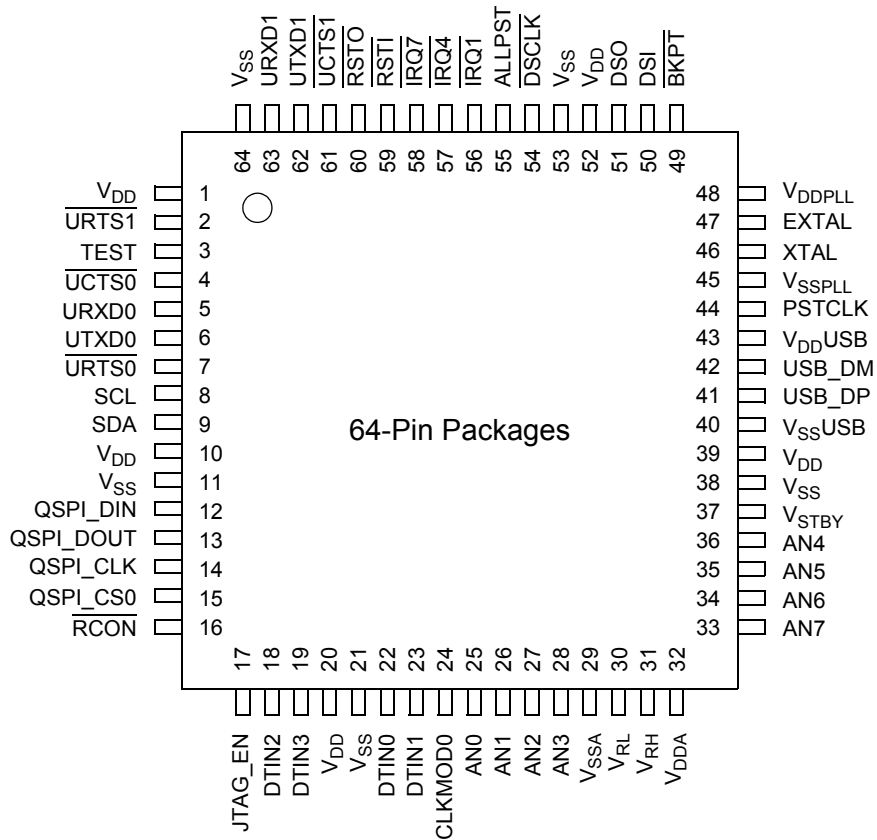 VSS
URXD1
UTXD1
UCTS1
RSTO
RSTI
IRQ7
IRQ4
IRQ1
ALLPST
DSCLK
VSS
VDD
DSO
DSI
BKPT
64
63
62
61
60
59
58
57
56
55
54
53
52
51
50
49
VDD 1
URTS1 2
TEST 3
UCTS0 4
URXD0 5
UTXD0 6
URTS0 7
SCL 8
SDA 9
VDD 10
VSS 11
QSPI_DIN 12
QSPI_DOUT 13
QSPI_CLK 14
QSPI_CS0 15
RCON 16
64-Pin Packages
48 VDDPLL
47 EXTAL
46 XTAL
45 VSSPLL
44 PSTCLK
43 VDDUSB
42 USB_DM
41 USB_DP
40 VSSUSB
39 VDD
38 VSS
37 VSTBY
36 AN4
35 AN5
34 AN6
33 AN7
17
18
19
20
21
22
23
24
25
26
27
28
29
30
31
32
JTAG_EN
DTIN2
DTIN3
VDD
VSS
DTIN0
DTIN1
CLKMOD0
AN0
AN1
AN2
AN3
VSSA
VRL
VRH
VDDA